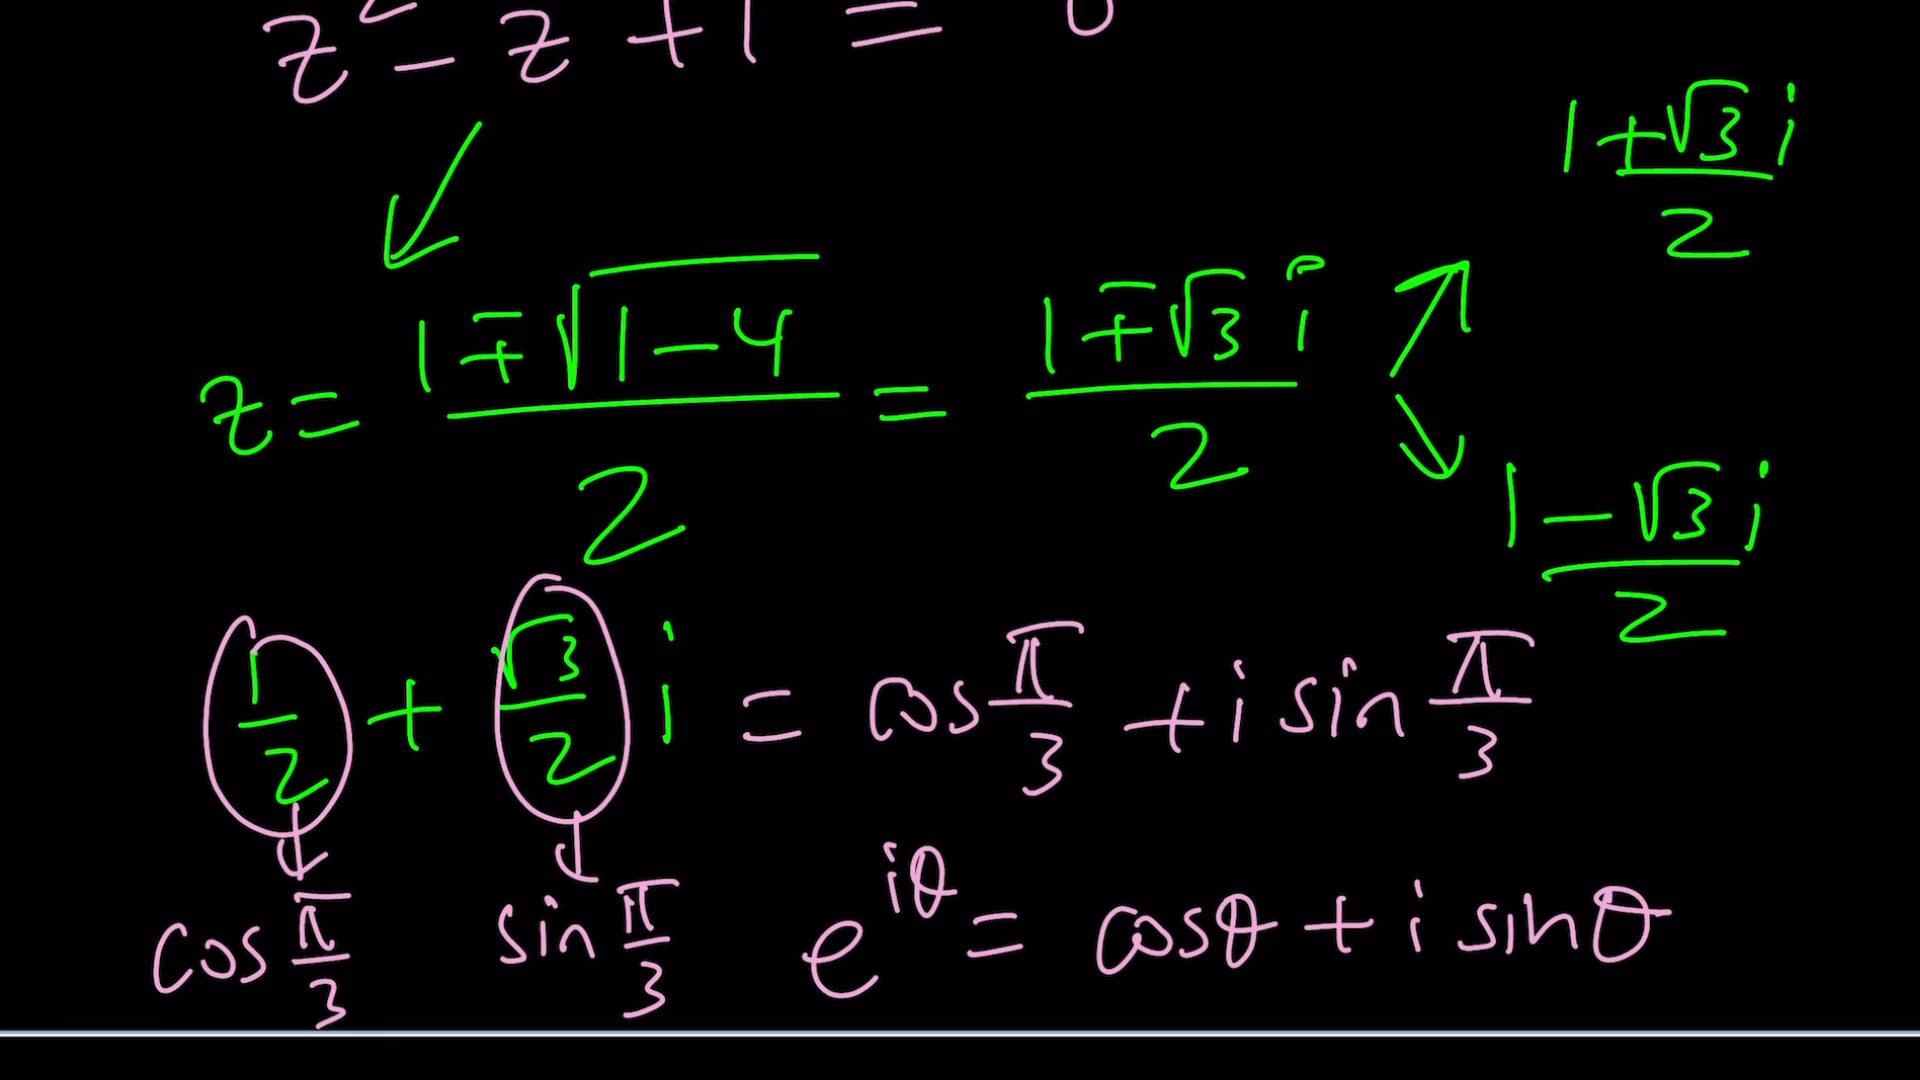 z² - z + 1 = 0
z = (1 ∓ √(1-4))/2 = (1 ∓ √3 i)/2
(1 + √3 i)/2
(1 - √3 i)/2
1/2 + √3/2 i = cos π/3 + i sin π/3
cos π/3 sin π/3 e^{iθ} = cosθ + i sinθ